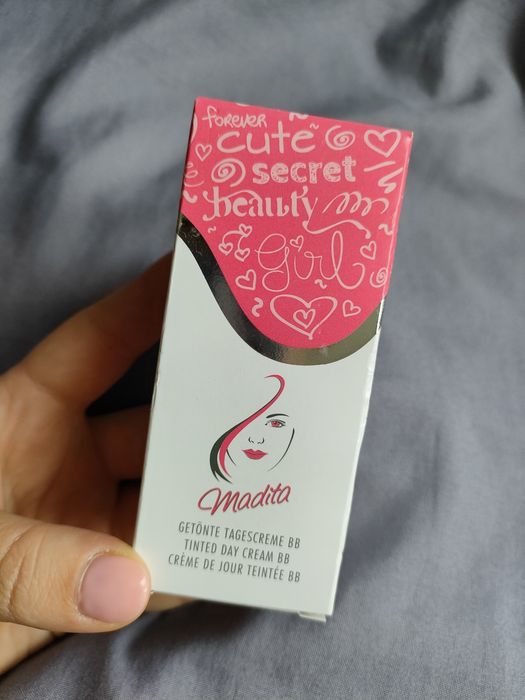 forever
cute
secret
beauty
girl
Madita
GETÖNTE TAGESCREME BB
TINTED DAY CREAM BB
CRÈME DE JOUR TEINTÉE BB